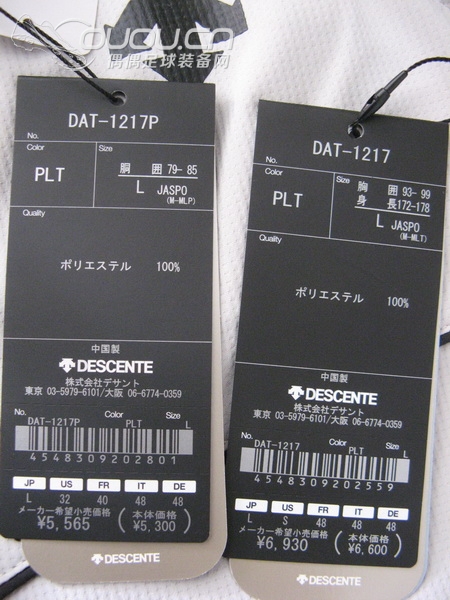 OUOU.cn
偶偶足球装备网
DAT-1217P
No.
Color Size
PLT
胸 囲 79- 85
L JASPO
(M-MLP)
Quality
ポリエステル 100%
中国製
DESCENTE
株式会社デサント
東京 03-5979-6101/大阪 06-6774-0359
No. Color Size
DAT-1217P PLT L
4548309202801
JP US FR IT DE
L 32 40 48 48
メーカー希望小売価格 (本体価格)
¥5,565 (¥5,300)
DESCENTE
DAT-1217
No.
Color Size
PLT
胸 囲 93- 99
身 長172-178
L JASPO
(M-MLT)
Quality
ポリエステル 100%
中国製
DESCENTE
株式会社デサント
東京 03-5979-6101/大阪 06-6774-0359
No. Color Size
DAT-1217 PLT L
4548309202559
JP US FR IT DE
L S 48 48 48
メーカー希望小売価格 (本体価格)
¥6,930 (¥6,600)
DESCENTE